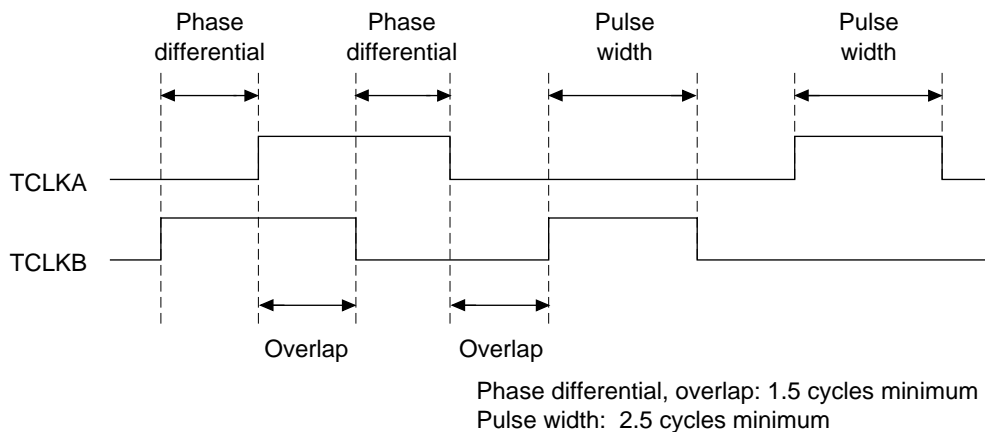 Phase
differential
Phase
differential
Pulse
width
Pulse
width
TCLKA
TCLKB
Overlap
Overlap
Phase differential, overlap: 1.5 cycles minimum
Pulse width: 2.5 cycles minimum